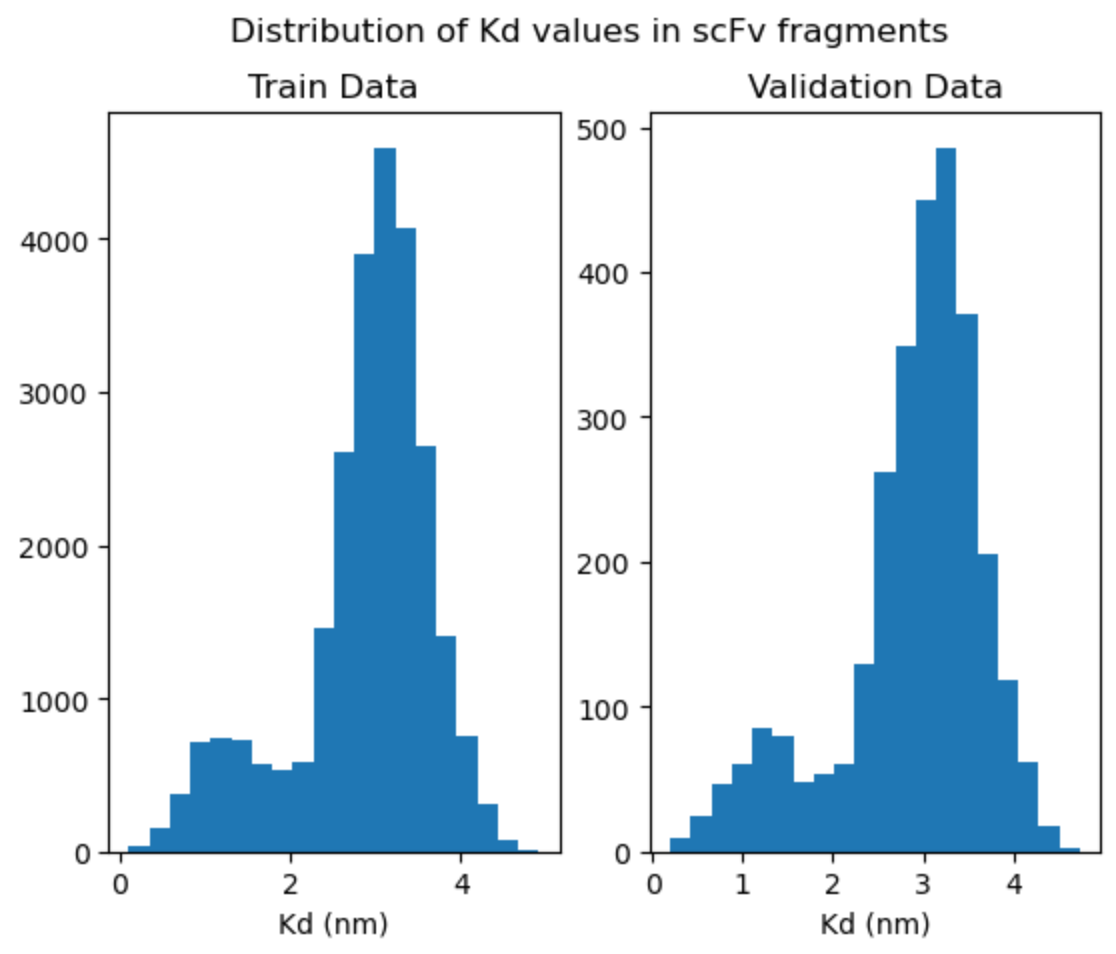 Distribution of Kd values in scFv fragments
Train Data
4000
3000
2000
1000
0
0 2 4
Kd (nm)
Validation Data
500
400
300
200
100
0
0 1 2 3 4
Kd (nm)